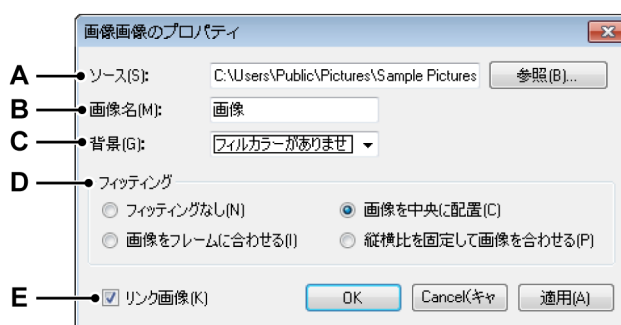 画像画像のプロパティ
A ソース(S): C:\Users\Public\Pictures\Sample Pictures 参照(B)...
B 画像名(M): 画像
C 背景(G): フィルカラーがありませ
D フィッティング
フィッティングなし(N) 画像を中央に配置(C)
画像をフレームに合わせる(I) 縦横比を固定して画像を合わせる(P)
E リンク画像(K) OK Cancel(キャ 適用(A)